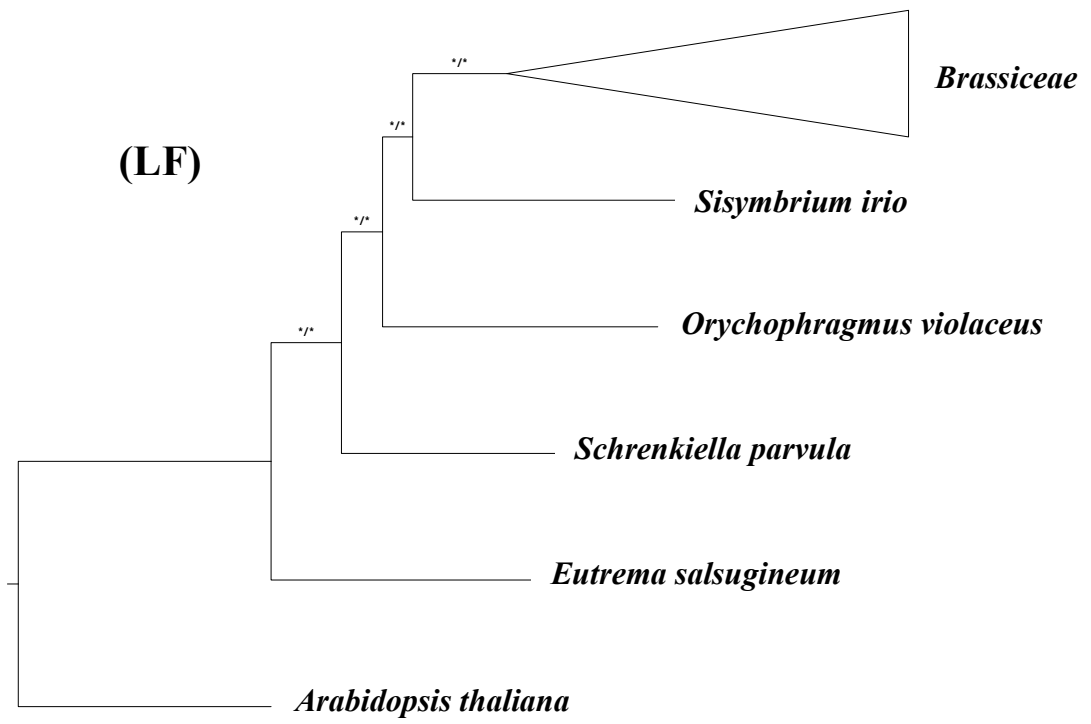 */*
Brassiceae
*/*
(LF)
Sisymbrium irio
*/*
Orychophragmus violaceus
*/*
Schrenkiella parvula
Eutrema salsugineum
Arabidopsis thaliana